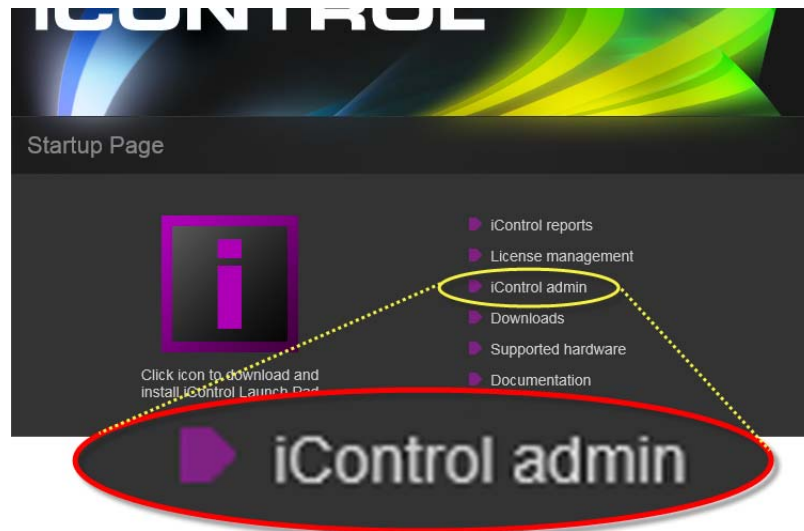 iCONTROL
Startup Page
iControl reports
License management
iControl admin
Downloads
Supported hardware
Documentation
Click icon to download and
install iControl Launch Pad
iControl admin